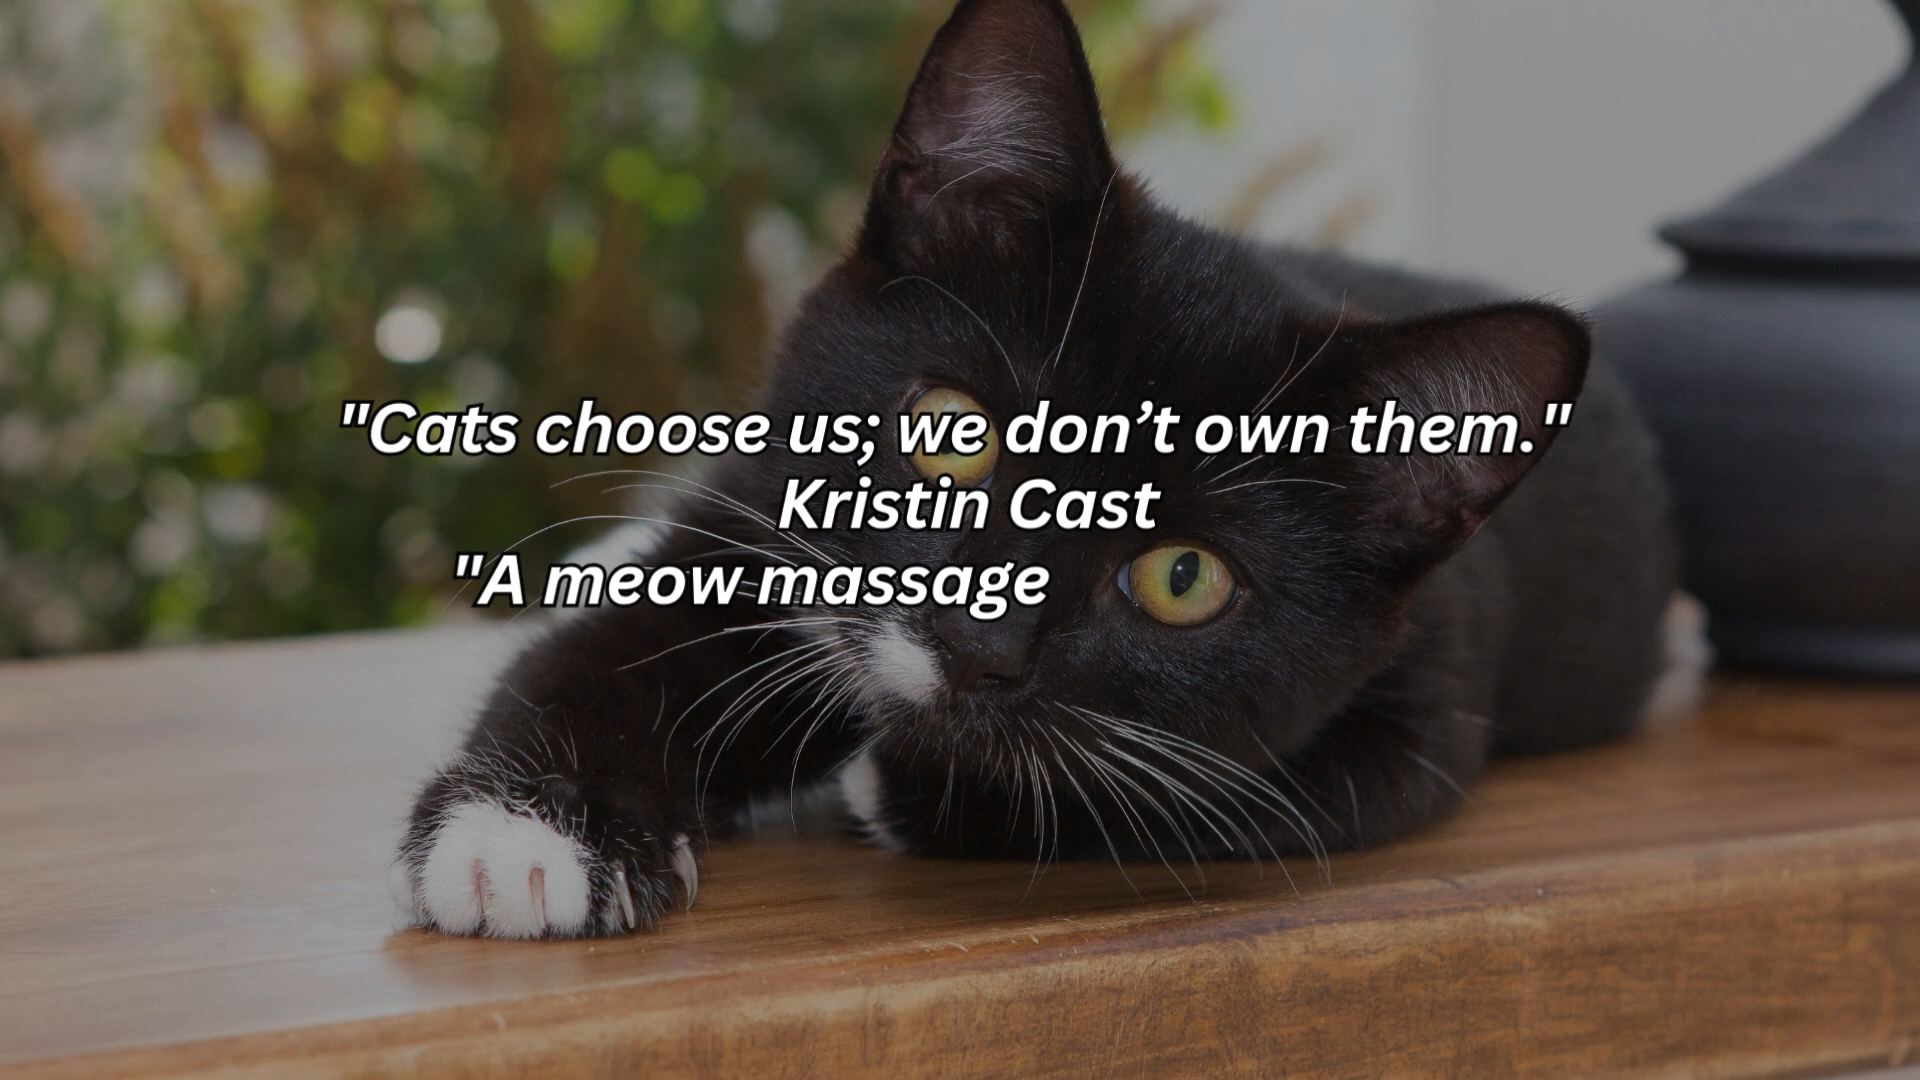 "Cats choose us; we don’t own them."
Kristin Cast
"A meow massage